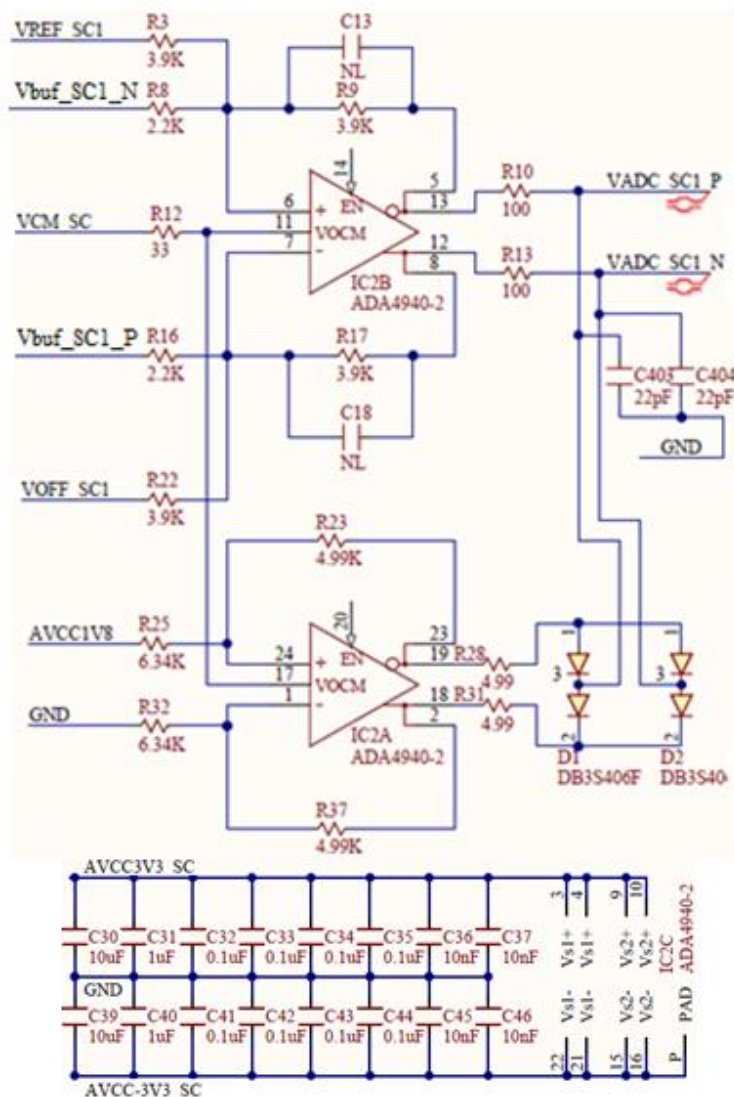 VREF_SC1
R3
3.9K
C13
NL
Vbuf_SC1_N
R8
2.2K
R9
3.9K
14
EN
5
13
R10
100
VADC_SC1_P
6
+
VCM_SC
R12
33
11
VOCM
7
-
12
8
R13
100
VADC_SC1_N
IC2B
ADA4940-2
Vbuf_SC1_P
R16
2.2K
R17
3.9K
C18
NL
C403
22pF
C404
22pF
GND
VOFF_SC1
R22
3.9K
R23
4.99K
AVCC1V8
R25
6.34K
20
EN
23
19
R28
4.99
24
+
17
VOCM
1
-
18
2
R31
4.99
GND
R32
6.34K
IC2A
ADA4940-2
R37
4.99K
1
3
2
D1
DB3S406F
1
3
2
D2
DB3S40
AVCC3V3_SC
C30
10uF
C31
1uF
C32
0.1uF
C33
0.1uF
C34
0.1uF
C35
0.1uF
C36
10nF
C37
10nF
GND
C39
10uF
C40
1uF
C41
0.1uF
C42
0.1uF
C43
0.1uF
C44
0.1uF
C45
10nF
C46
10nF
AVCC-3V3_SC
3
4
9
10
Vs1+
Vs1+
Vs2+
Vs2+
IC2C
ADA4940-2
Vs1-
Vs1-
Vs2-
Vs2-
PAD
22
21
15
16
P